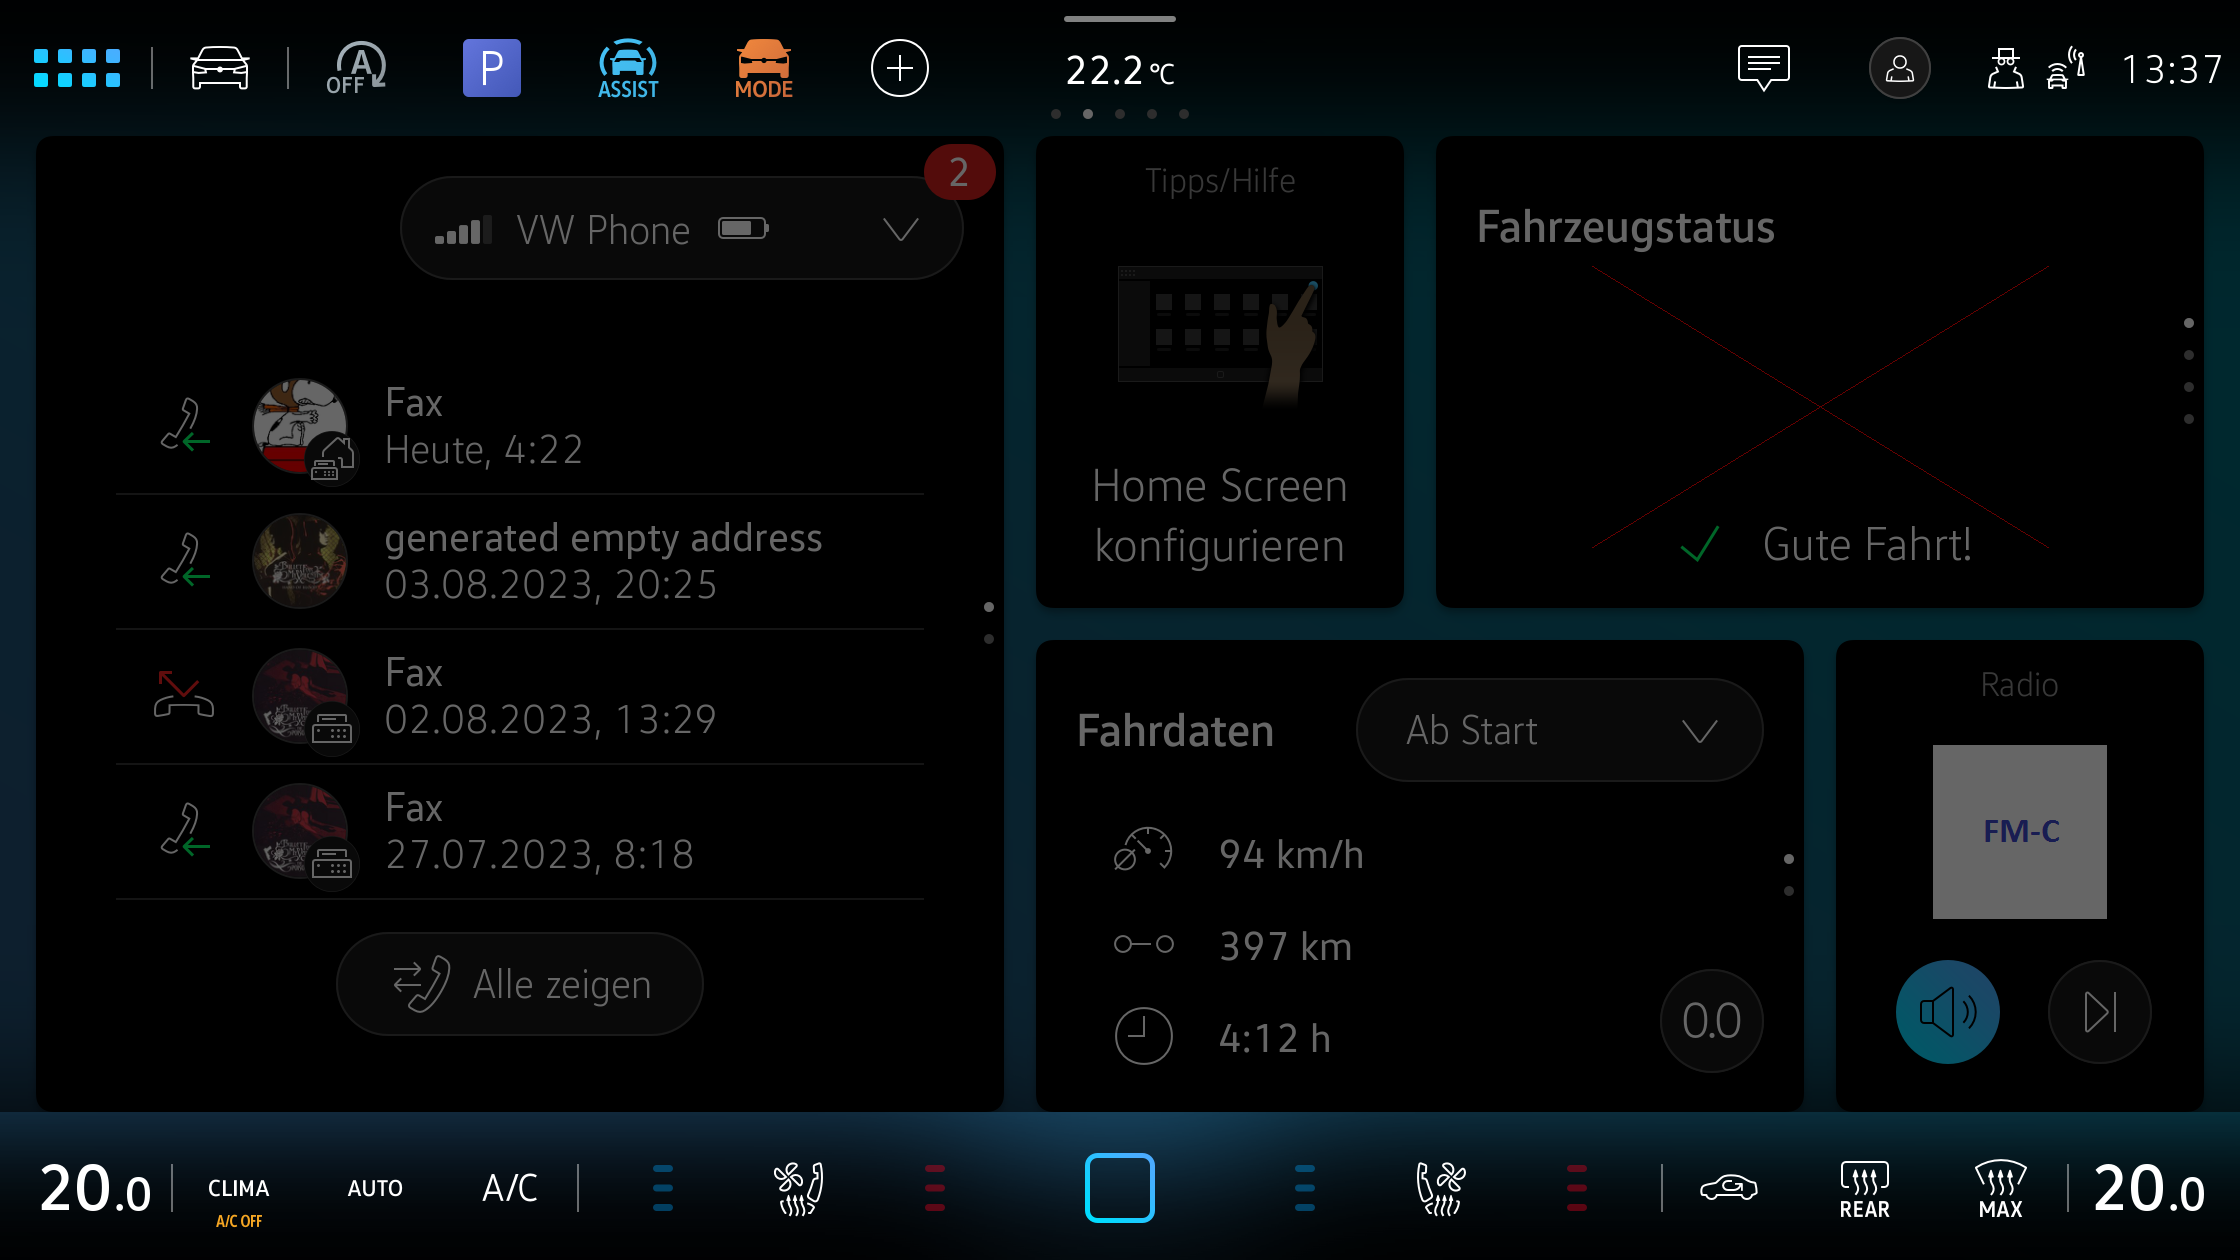 A
OFF
P
ASSIST
MODE
22.2 °C
13:37
2
VW Phone
Fax
Heute, 4:22
generated empty address
03.08.2023, 20:25
Fax
02.08.2023, 13:29
Fax
27.07.2023, 8:18
Alle zeigen
Tipps/Hilfe
Home Screen
konfigurieren
Fahrzeugstatus
Gute Fahrt!
Fahrdaten
Ab Start
94 km/h
397 km
4:12 h
0.0
Radio
FM-C
20.0
CLIMA
A/C OFF
AUTO
A/C
REAR
MAX
20.0